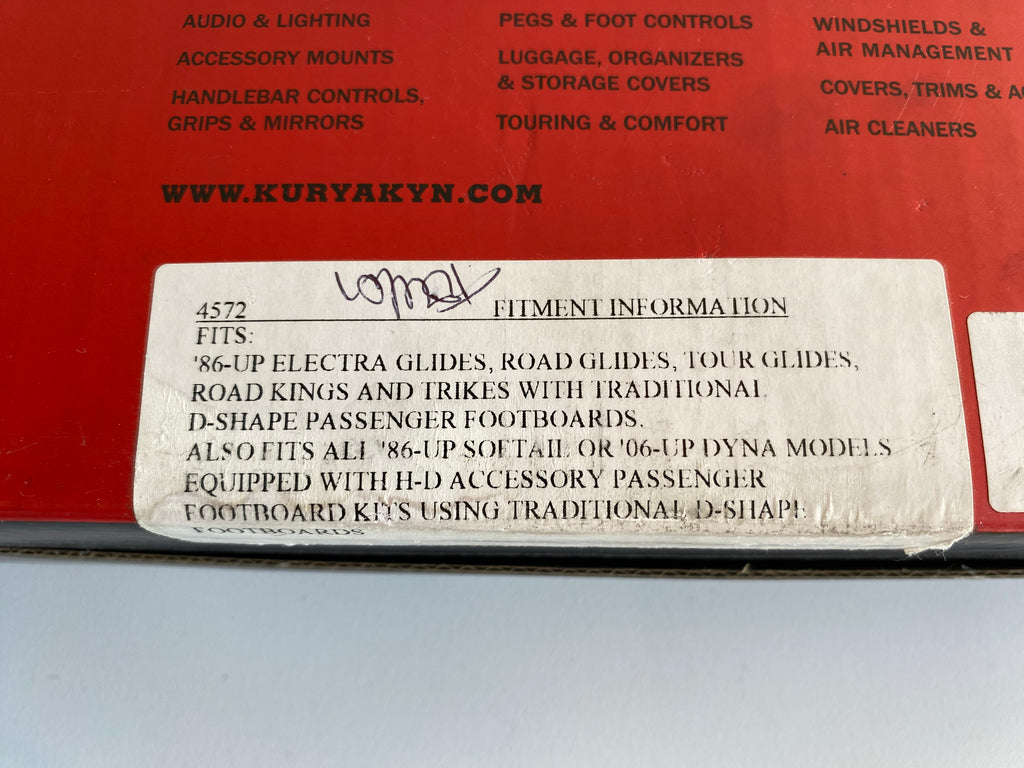 AUDIO & LIGHTING
ACCESSORY MOUNTS
HANDLEBAR CONTROLS,
GRIPS & MIRRORS
PEGS & FOOT CONTROLS
LUGGAGE, ORGANIZERS
& STORAGE COVERS
TOURING & COMFORT
WINDSHIELDS &
AIR MANAGEMENT
COVERS, TRIMS &
AIR CLEANERS
WWW.KURYAKYN.COM
4572 FITMENT INFORMATION
FITS:
'86-UP ELECTRA GLIDES, ROAD GLIDES, TOUR GLIDES,
ROAD KINGS AND TRIKES WITH TRADITIONAL
D-SHAPE PASSENGER FOOTBOARDS.
ALSO FITS ALL '86-UP SOFTAIL OR '06-UP DYNA MODELS
EQUIPPED WITH H-D ACCESSORY PASSENGER
FOOTBOARD KITS USING TRADITIONAL D-SHAPE
FOOTBOARDS